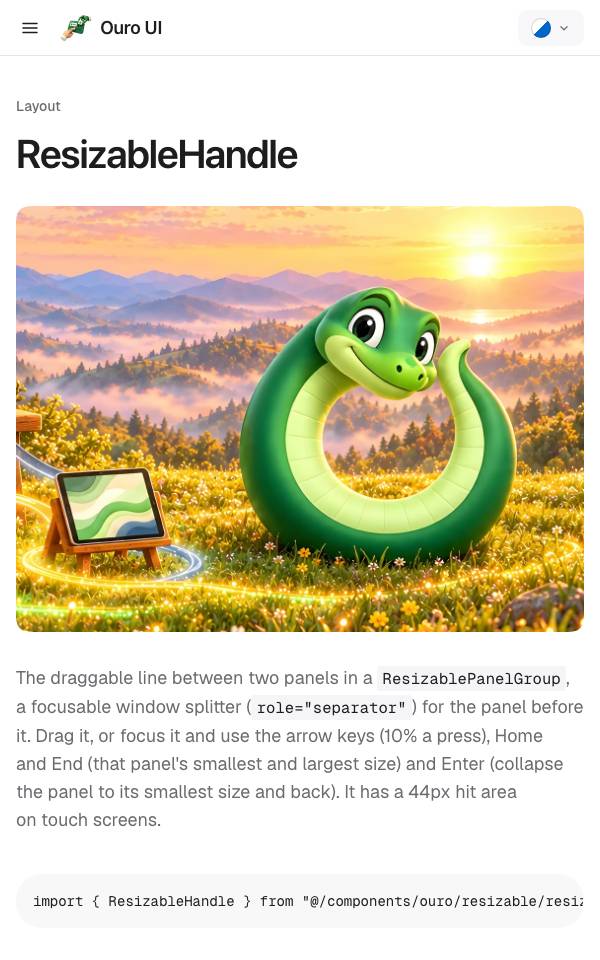 Ouro UI
Layout
ResizableHandle
The draggable line between two panels in a ResizablePanelGroup,
a focusable window splitter (role="separator") for the panel before
it. Drag it, or focus it and use the arrow keys (10% a press), Home
and End (that panel's smallest and largest size) and Enter (collapse
the panel to its smallest size and back). It has a 44px hit area
on touch screens.
import { ResizableHandle } from "@/components/ouro/resizable/resiz